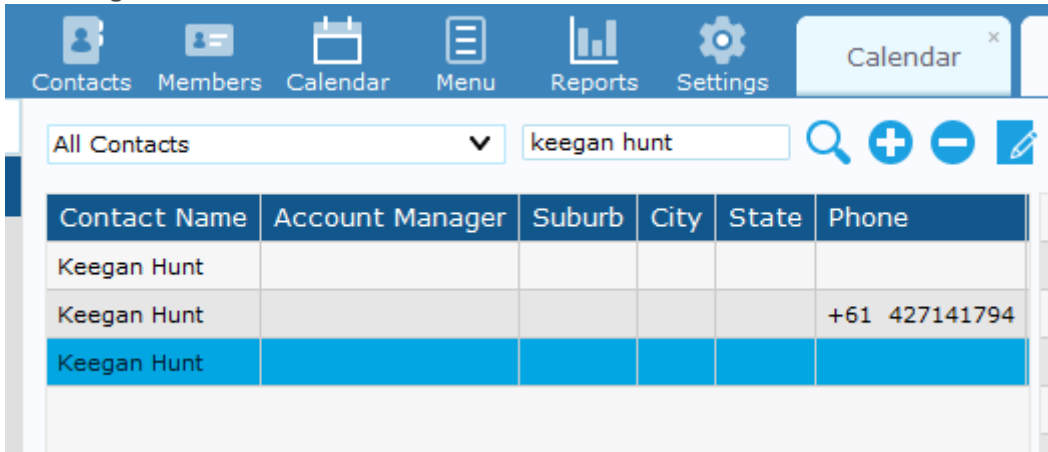 Contacts Members Calendar Menu Reports Settings Calendar ×
All Contacts keegan hunt
Contact Name Account Manager Suburb City State Phone
Keegan Hunt
Keegan Hunt +61 427141794
Keegan Hunt